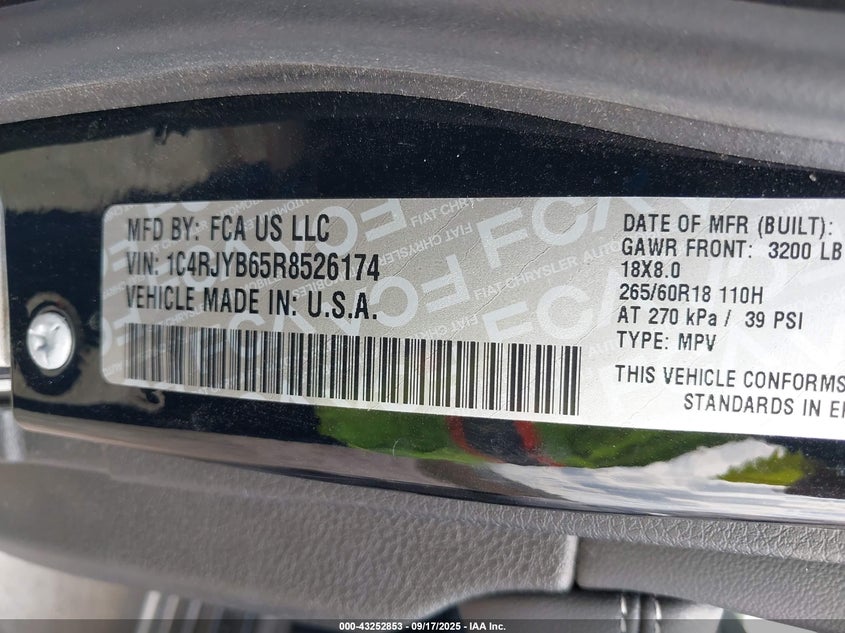 MFD BY: FCA US LLC
VIN: 1C4RJYB65R8526174
VEHICLE MADE IN: U.S.A.
DATE OF MFR (BUILT):
GAWR FRONT: 3200 LB
18X8.0
265/60R18 110H
AT 270 kPa / 39 PSI
TYPE: MPV
THIS VEHICLE CONFORMS
STANDARDS IN
000-43252853 - 09/17/2025 - IAA Inc.